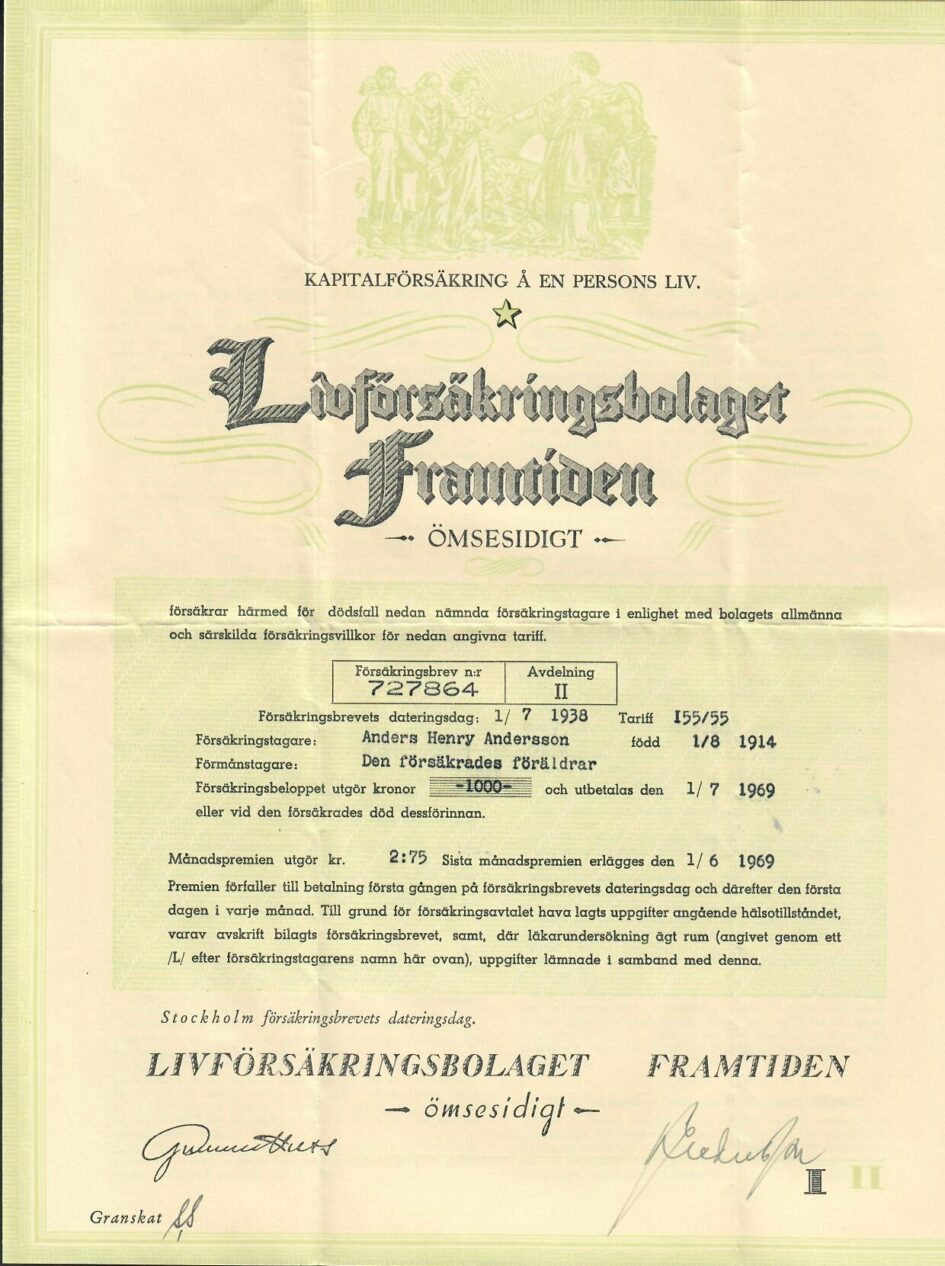 KAPITALFÖRSÄKRING Å EN PERSONS LIV.
Livförsäkringsbolaget
Framtiden
ÖMSESIDIGT
försäkrar härmed för dödsfall nedan nämnda försäkringstagare i enlighet med bolagets allmänna
och särskilda försäkringsvillkor för nedan angivna tariff.
Försäkringsbrev n:r Avdelning
727864 II
Försäkringsbrevets dateringsdag: 1/ 7 1938 Tariff I55/55
Försäkringstagare: Anders Henry Andersson född 1/8 1914
Förmånstagare: Den försäkrades föräldrar
Försäkringsbeloppet utgör kronor -1000- och utbetalas den 1/ 7 1969
eller vid den försäkrades död dessförinnan.
Månadspremien utgör kr. 2:75 Sista månadspremien erlägges den 1/ 6 1969
Premien förfaller till betalning första gången på försäkringsbrevets dateringsdag och därefter den första
dagen i varje månad. Till grund för försäkringsavtalet hava lagts uppgifter angående hälsotillståndet,
varav avskrift bilagts försäkringsbrevet, samt, där läkarundersökning ägt rum (angivet genom ett
/L/ efter försäkringstagarens namn här ovan), uppgifter lämnade i samband med denna.
Stockholm försäkringsbrevets dateringsdag.
LIVFÖRSÄKRINGSBOLAGET FRAMTIDEN
ömsesidigt
I II
Granskat